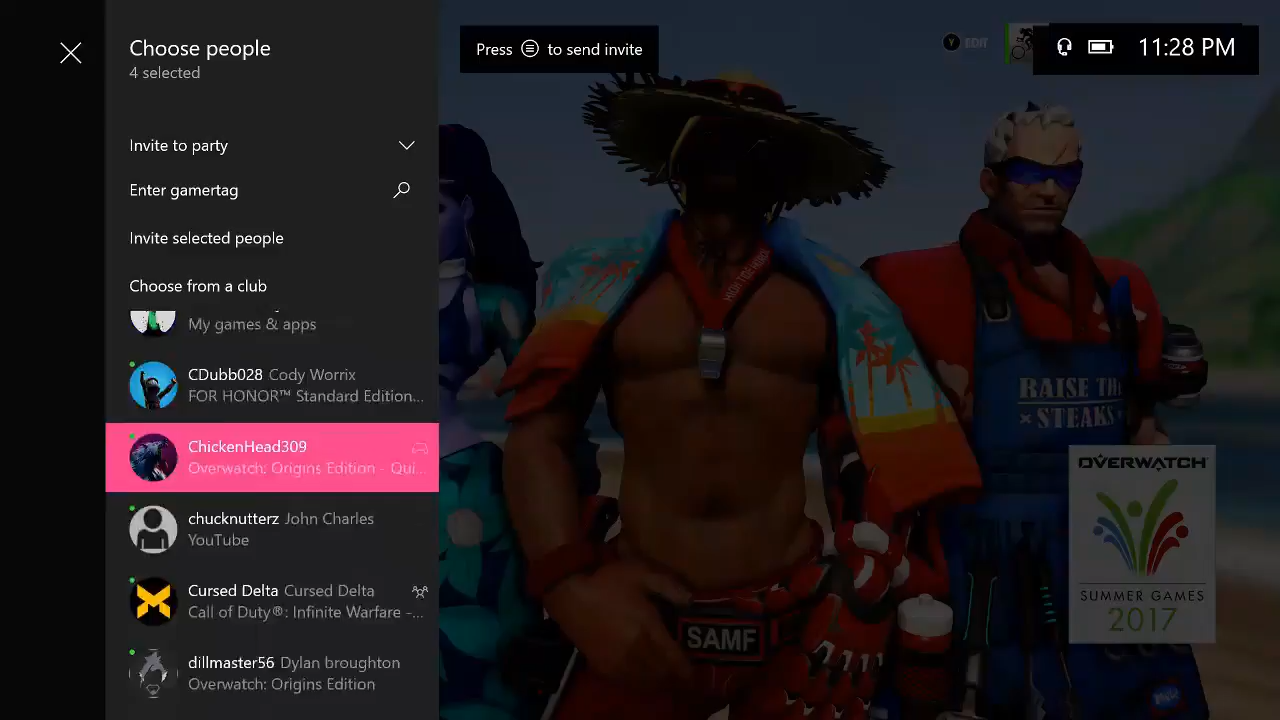 Choose people
4 selected
Press to send invite
Y EDIT
11:28 PM
Invite to party
Enter gamertag
Invite selected people
Choose from a club
My games & apps
CDubb028 Cody Worrix
FOR HONOR™ Standard Edition...
ChickenHead309
Overwatch: Origins Edition - Qui...
chucknutterz John Charles
YouTube
Cursed Delta Cursed Delta
Call of Duty®: Infinite Warfare -...
dillmaster56 Dylan broughton
Overwatch: Origins Edition
HIGH TIDE
RAISE THE
STEAKS
SAMF
OVERWATCH
SUMMER GAMES
2017